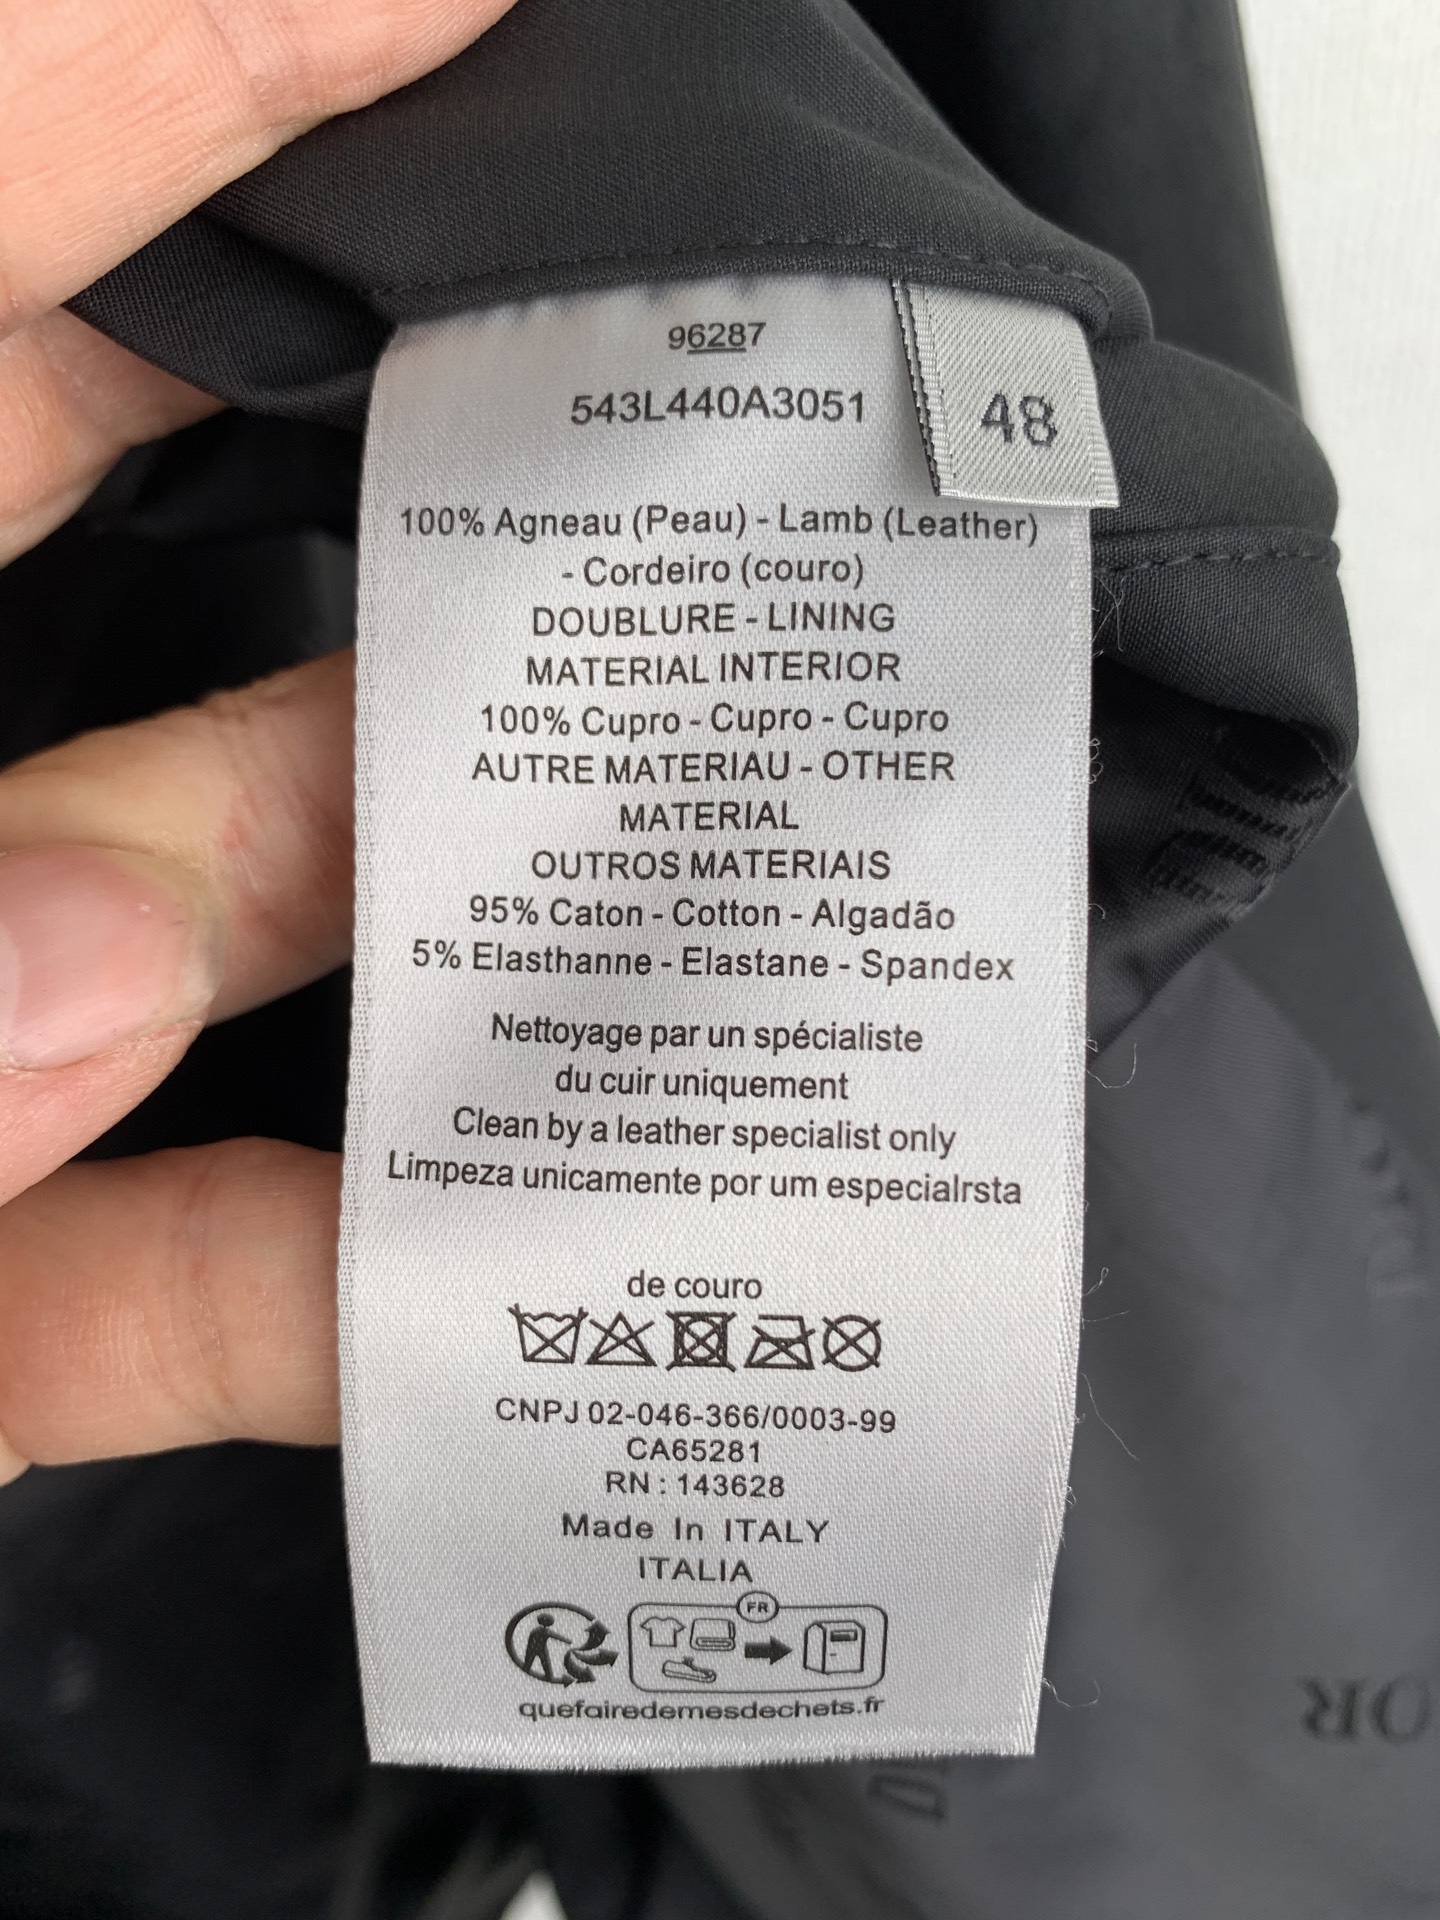 96287
543L440A3051
48
100% Agneau (Peau) - Lamb (Leather)
- Cordeiro (couro)
DOUBLURE - LINING
MATERIAL INTERIOR
100% Cupro - Cupro - Cupro
AUTRE MATERIAU - OTHER
MATERIAL
OUTROS MATERIAIS
95% Caton - Cotton - Algadão
5% Elasthanne - Elastane - Spandex
Nettoyage par un spécialiste
du cuir uniquement
Clean by a leather specialist only
Limpeza unicamente por um especialrsta
de couro
CNPJ 02-046-366/0003-99
CA65281
RN : 143628
Made In ITALY
ITALIA
FR
quefairedemesdechets.fr
OR